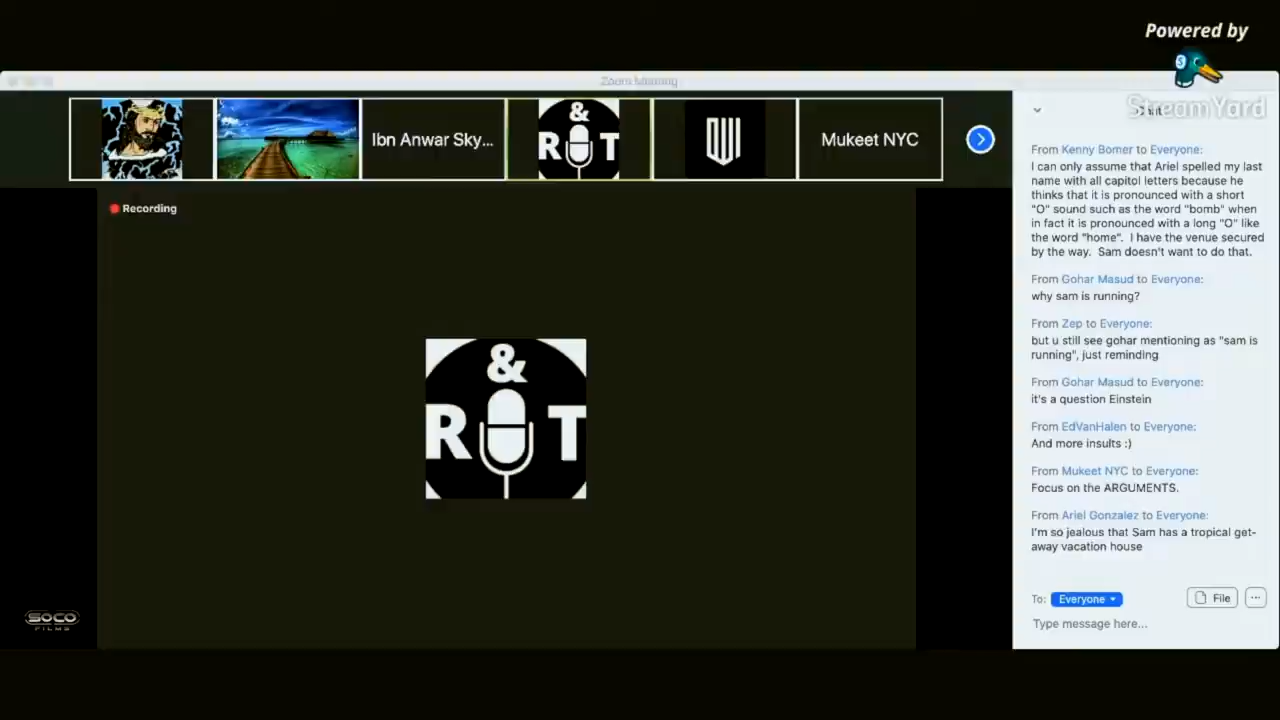 Powered by
StreamYard
Zoom Meeting
Ibn Anwar Sky...
&
R T
Mukeet NYC
Recording
&
R T
SOCO
FILMS
From Kenny Bomer to Everyone:
I can only assume that Ariel spelled my last
name with all capitol letters because he
thinks that it is pronounced with a short
"O" sound such as the word "bomb" when
in fact it is pronounced with a long "O" like
the word "home".  I have the venue secured
by the way.  Sam doesn't want to do that.
From Gohar Masud to Everyone:
why sam is running?
From Zep to Everyone:
but u still see gohar mentioning as "sam is
running", just reminding
From Gohar Masud to Everyone:
it's a question Einstein
From EdVanHalen to Everyone:
And more insults :)
From Mukeet NYC to Everyone:
Focus on the ARGUMENTS.
From Ariel Gonzalez to Everyone:
I'm so jealous that Sam has a tropical get-
away vacation house
To: Everyone
File
...
Type message here...